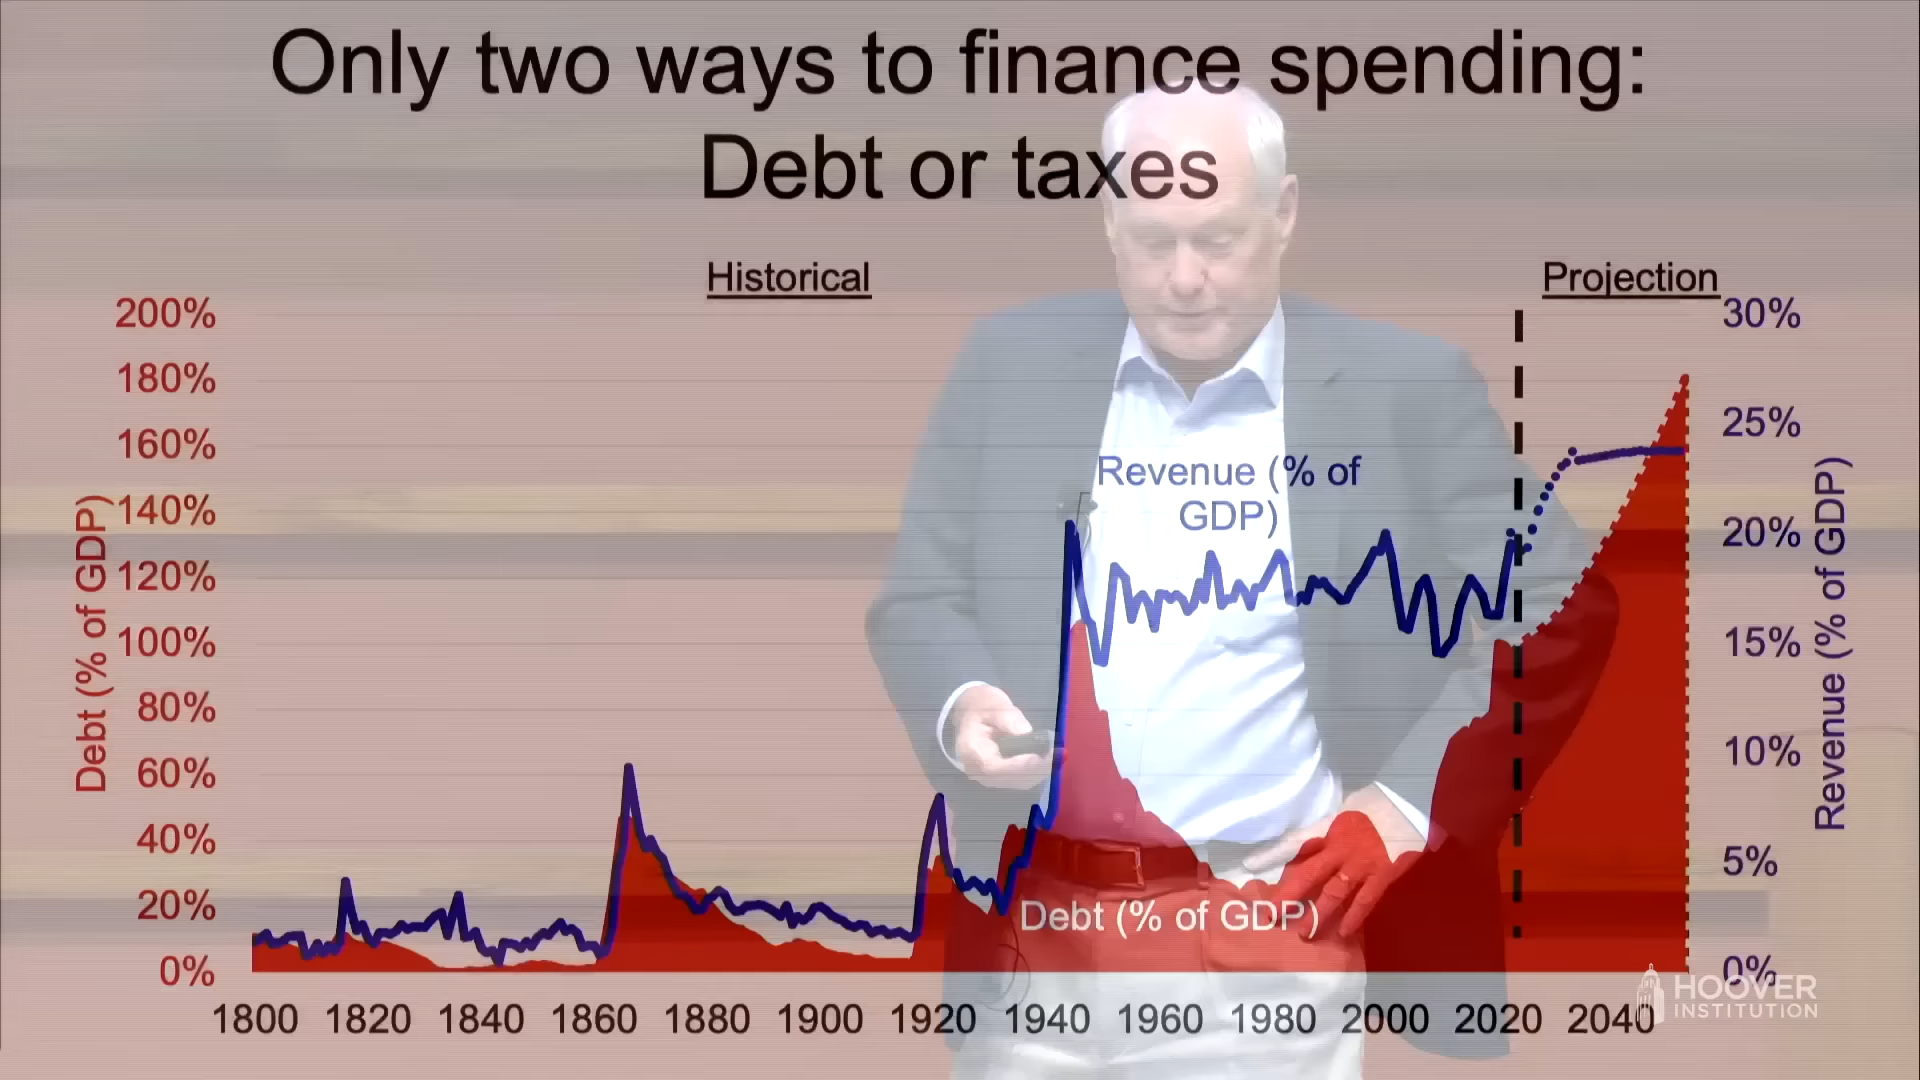 Only two ways to finance spending:
Debt or taxes
Historical
Projection
200%
180%
160%
140%
120%
100%
80%
60%
40%
20%
0%
Debt (% of GDP)
Revenue (% of
GDP)
Debt (% of GDP)
30%
25%
20%
15%
10%
5%
0%
Revenue (% of GDP)
1800 1820 1840 1860 1880 1900 1920 1940 1960 1980 2000 2020 2040
HOOVER
INSTITUTION